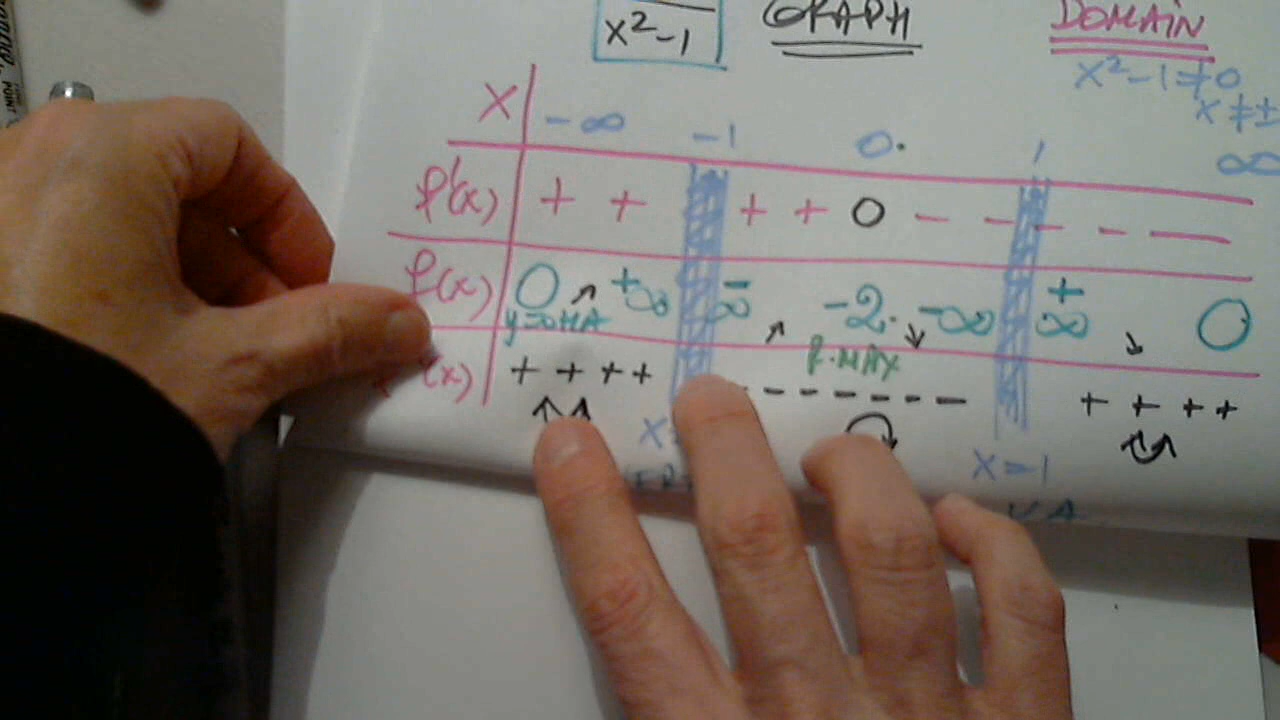 x²-1 GRAPH DOMAIN
x²-1≠0
x≠±
∞
X -∞ -1 0 1
f'(x) + + + + 0 - - - - -
f(x) 0 ↗ +∞ -∞ ↗ -2 ↘ -∞ +∞ ↘ 0
y=0 HA R.MAX
(x) + + + + - - - - - - + + + +
X
X=1
VA